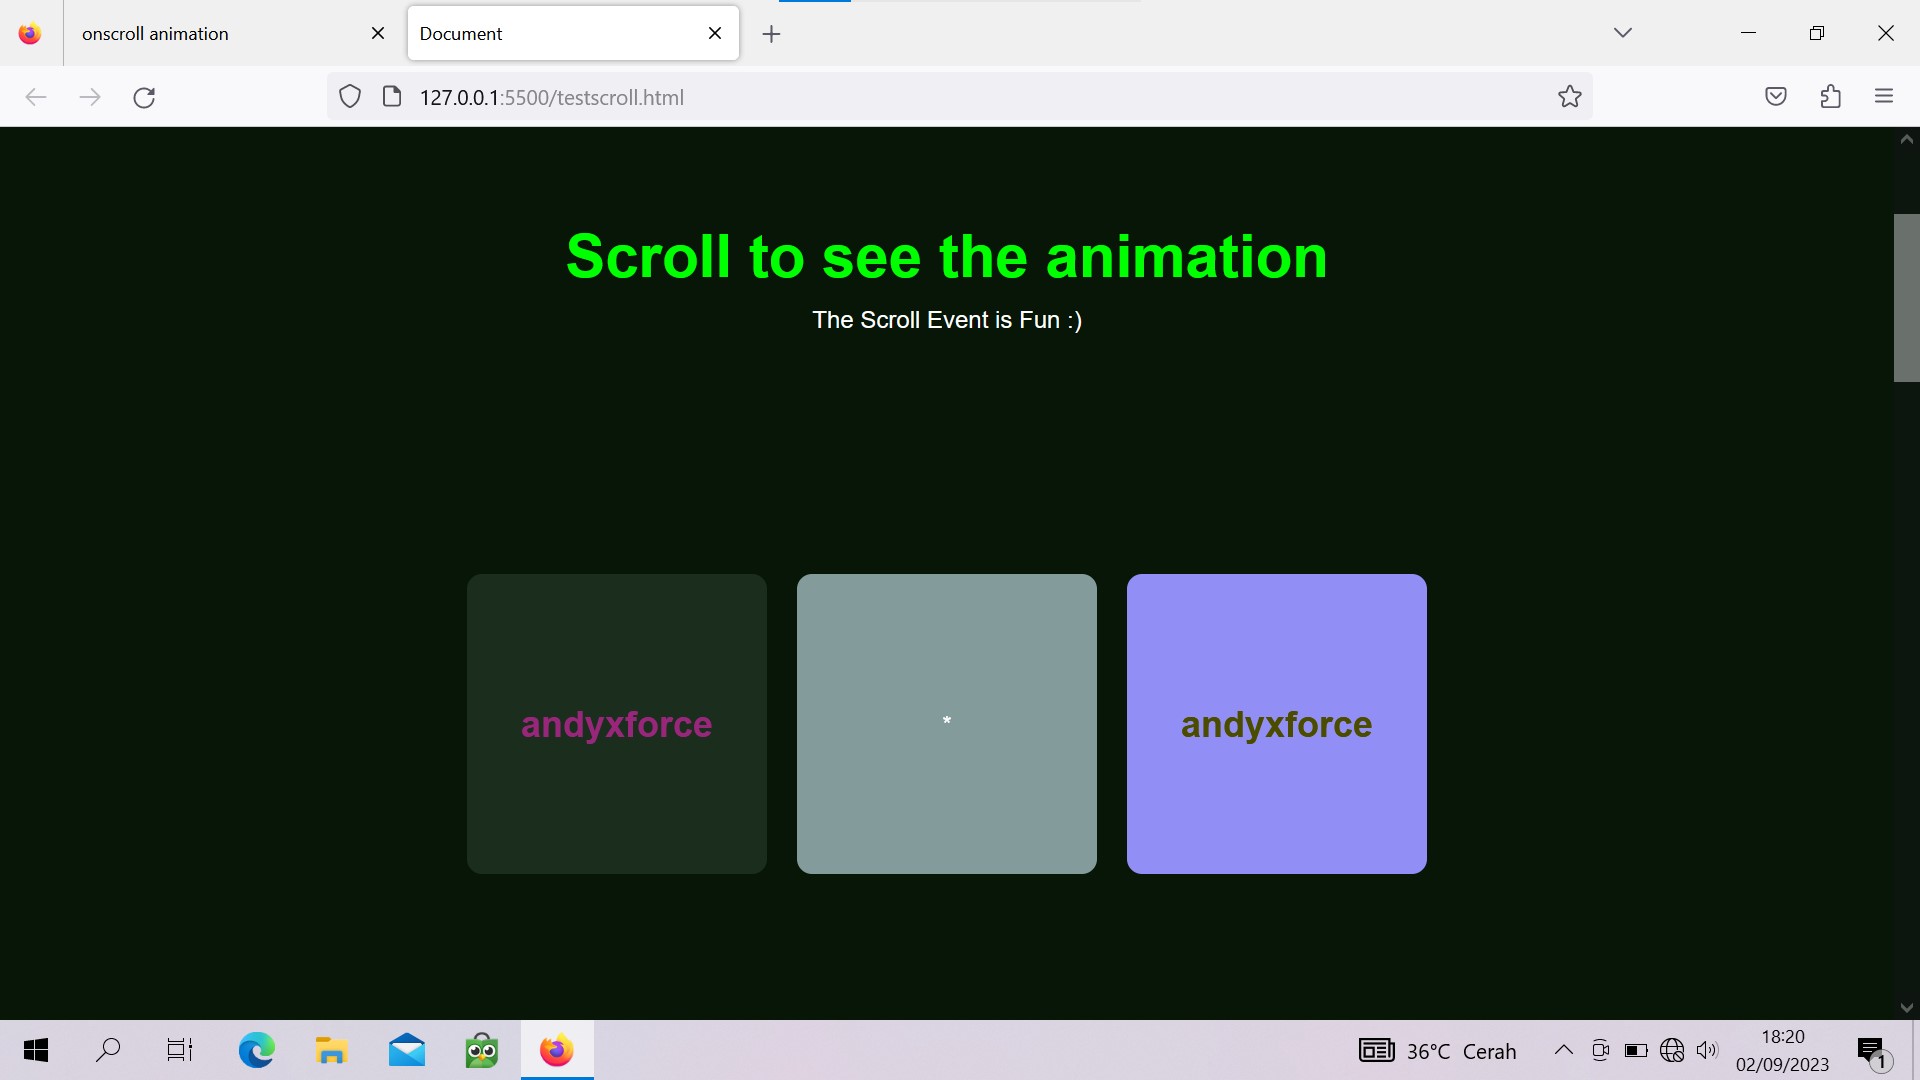 onscroll animation
Document
127.0.0.1:5500/testscroll.html
Scroll to see the animation
The Scroll Event is Fun :)
andyxforce
*
andyxforce
36°C Cerah
18:20
02/09/2023
1